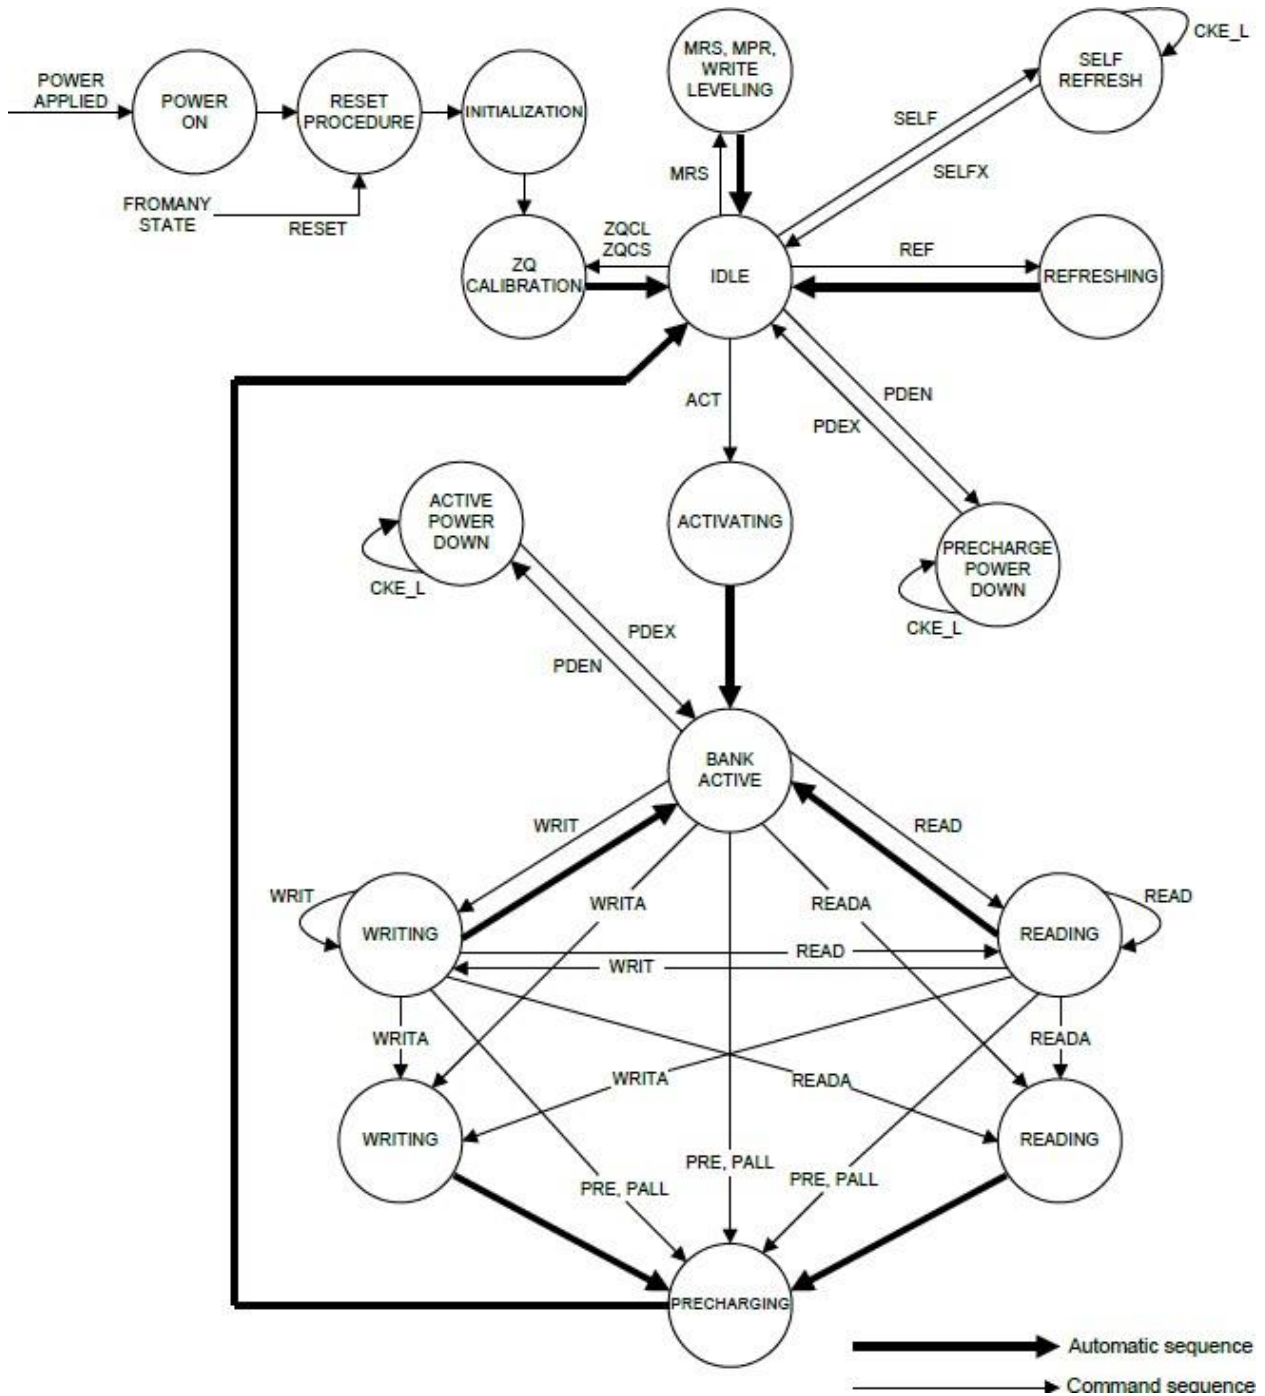 POWER
APPLIED
POWER
ON
RESET
PROCEDURE
INITIALIZATION
FROMANY
STATE
RESET
MRS, MPR,
WRITE
LEVELING
SELF
REFRESH
CKE_L
MRS
SELF
SELFX
ZQCL
ZQCS
ZQ
CALIBRATION
IDLE
REF
REFRESHING
ACT
PDEN
PDEX
ACTIVE
POWER
DOWN
CKE_L
ACTIVATING
PRECHARGE
POWER
DOWN
CKE_L
PDEX
PDEN
BANK
ACTIVE
WRIT
READ
WRIT
WRITA
READA
READ
WRITING
READING
READ
WRIT
WRITA
READA
WRITA
READA
WRITING
READING
PRE, PALL
PRE, PALL
PRE, PALL
PRECHARGING
Automatic sequence
Command sequence